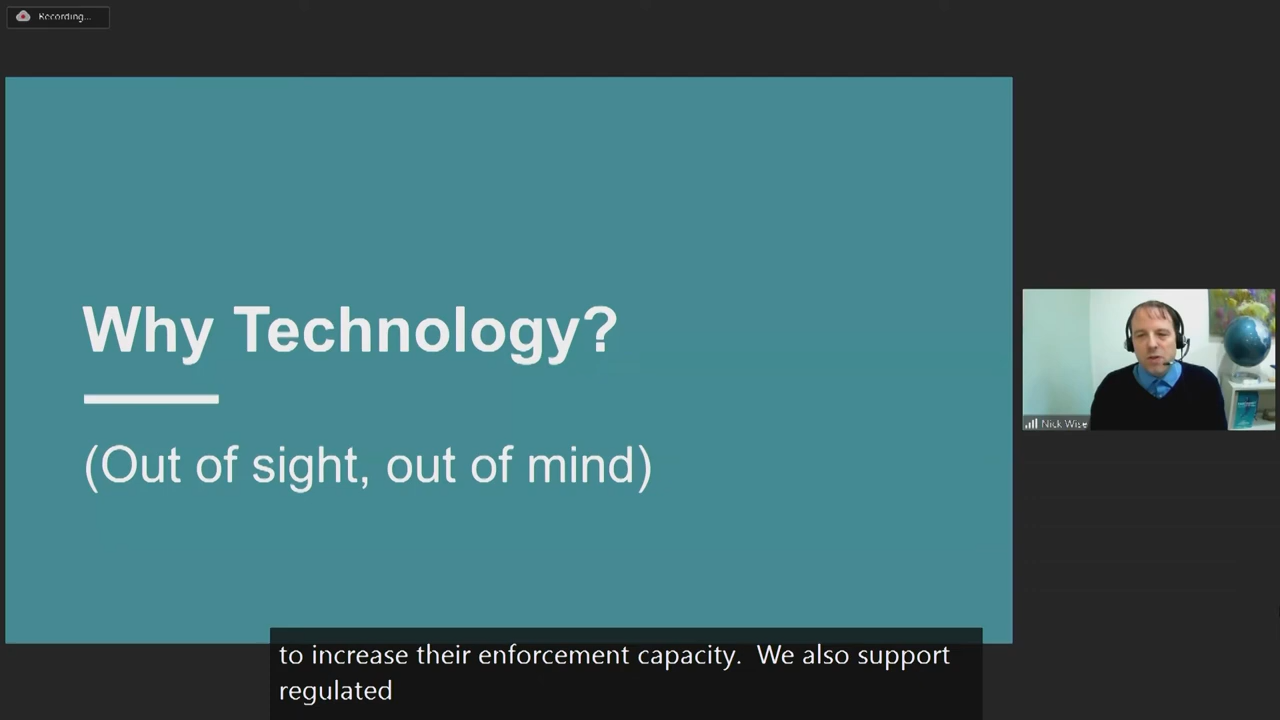 Recording...
Why Technology?
(Out of sight, out of mind)
Nick Wise
to increase their enforcement capacity.  We also support
regulated